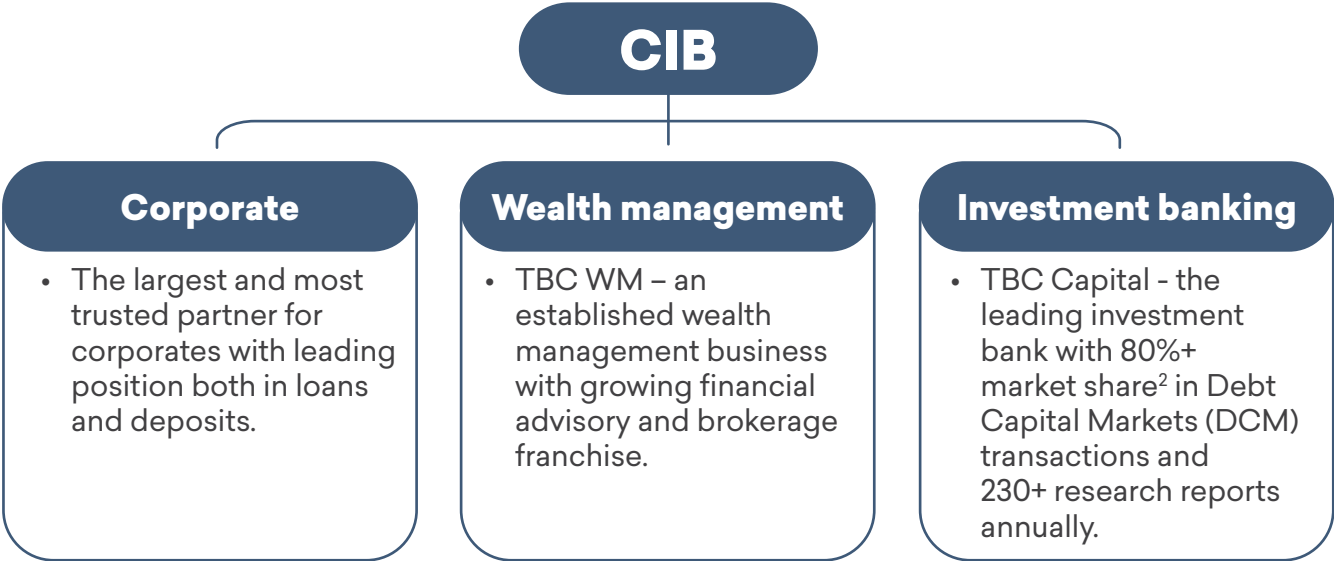 CIB
Corporate
• The largest and most
trusted partner for
corporates with leading
position both in loans
and deposits.
Wealth management
• TBC WM – an
established wealth
management business
with growing financial
advisory and brokerage
franchise.
Investment banking
• TBC Capital - the
leading investment
bank with 80%+
market share² in Debt
Capital Markets (DCM)
transactions and
230+ research reports
annually.